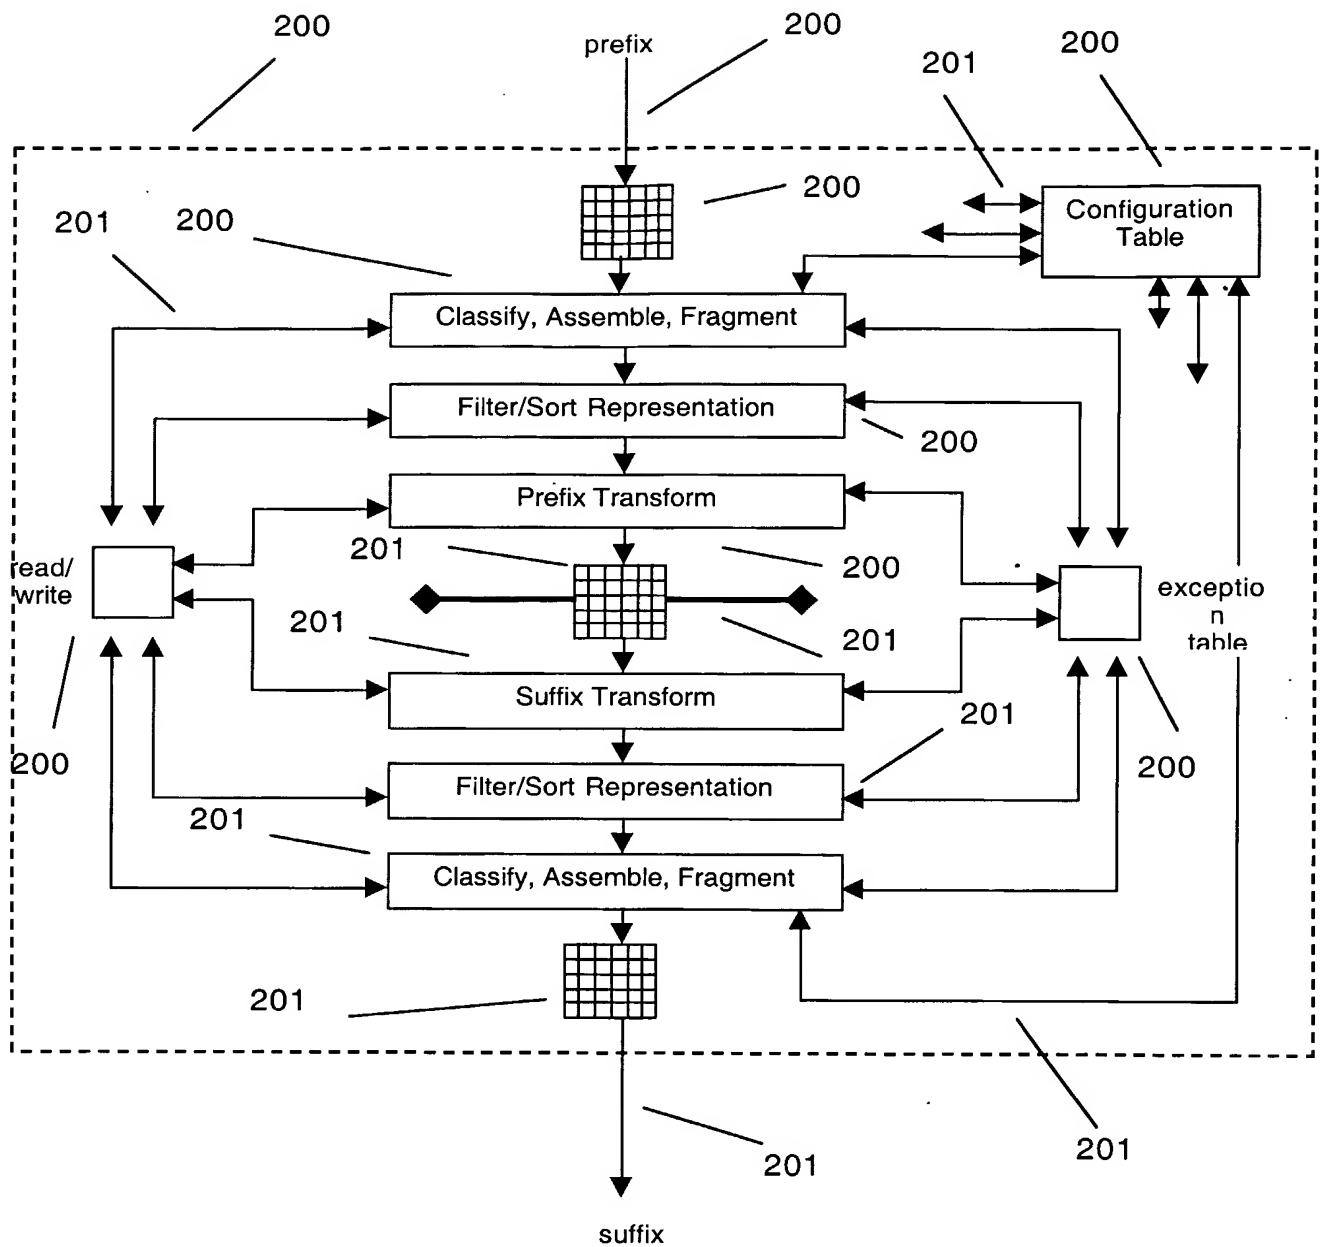 200
prefix
200
200
201
200
Configuration
Table
201
200
Classify, Assemble, Fragment
Filter/Sort Representation
200
Prefix Transform
201
200
read/
write
exceptio
n
table
201
201
Suffix Transform
201
200
200
Filter/Sort Representation
201
Classify, Assemble, Fragment
201
201
201
suffix